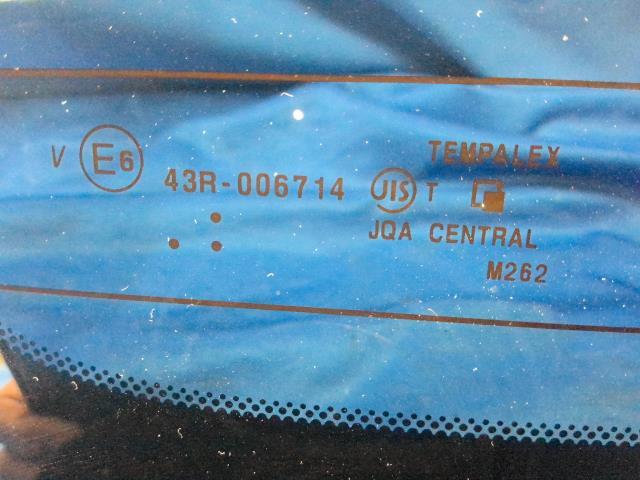 TEMPALEX
V E6 43R-006714 JIS T
JQA CENTRAL
M262